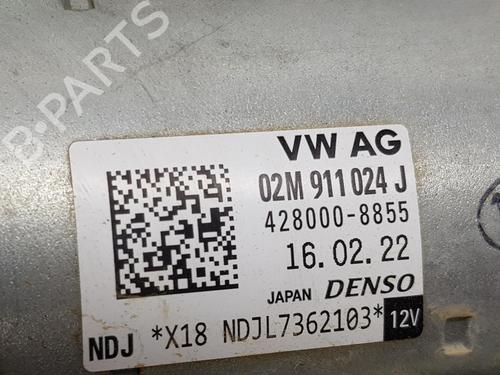 B-PARTS
VW AG
02M 911 024 J
428000-8855
16.02.22
JAPAN DENSO
NDJ *X18 NDJL7362103* 12V